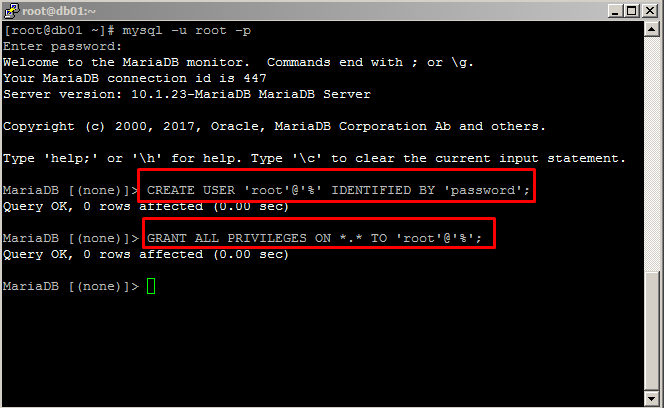 root@db01:~
[root@db01 ~]# mysql -u root -p
Enter password:
Welcome to the MariaDB monitor.  Commands end with ; or \g.
Your MariaDB connection id is 447
Server version: 10.1.23-MariaDB MariaDB Server
Copyright (c) 2000, 2017, Oracle, MariaDB Corporation Ab and others.
Type 'help;' or '\h' for help. Type '\c' to clear the current input statement.
MariaDB [(none)]> CREATE USER 'root'@'%' IDENTIFIED BY 'password';
Query OK, 0 rows affected (0.00 sec)
MariaDB [(none)]> GRANT ALL PRIVILEGES ON *.* TO 'root'@'%';
Query OK, 0 rows affected (0.00 sec)
MariaDB [(none)]>